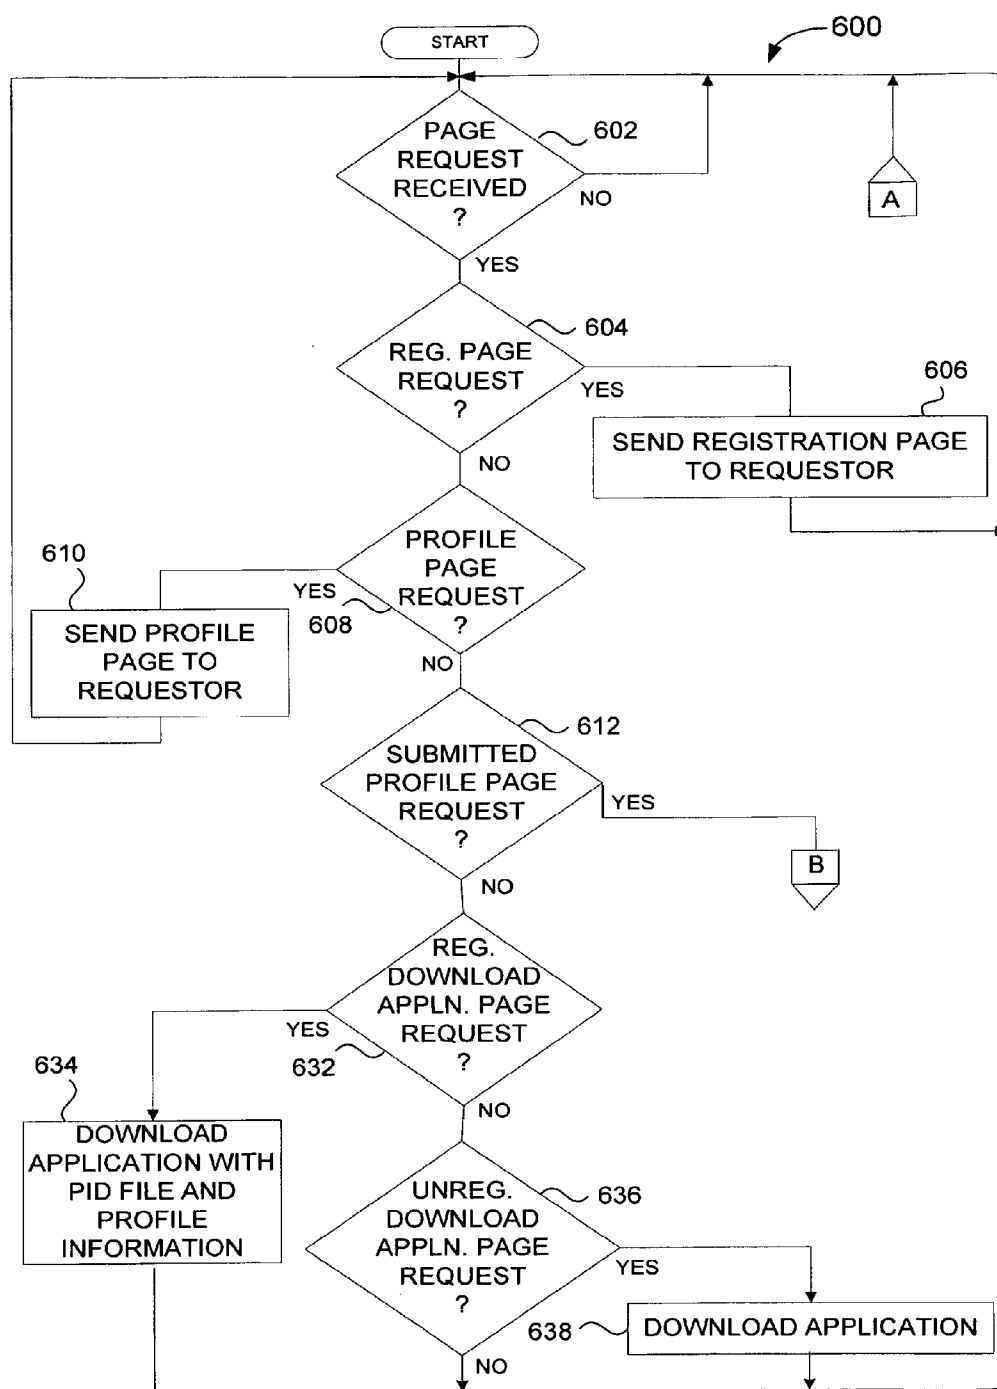 600
START
PAGE
REQUEST
RECEIVED
?
602
NO
A
YES
REG. PAGE
REQUEST
?
604
YES
606
SEND REGISTRATION PAGE
TO REQUESTOR
NO
PROFILE
PAGE
REQUEST
?
608
YES
610
SEND PROFILE
PAGE TO
REQUESTOR
NO
SUBMITTED
PROFILE PAGE
REQUEST
?
612
YES
B
NO
REG.
DOWNLOAD
APPLN. PAGE
REQUEST
?
YES
632
634
DOWNLOAD
APPLICATION WITH
PID FILE AND
PROFILE
INFORMATION
NO
UNREG.
DOWNLOAD
APPLN. PAGE
REQUEST
?
636
YES
638
DOWNLOAD APPLICATION
NO